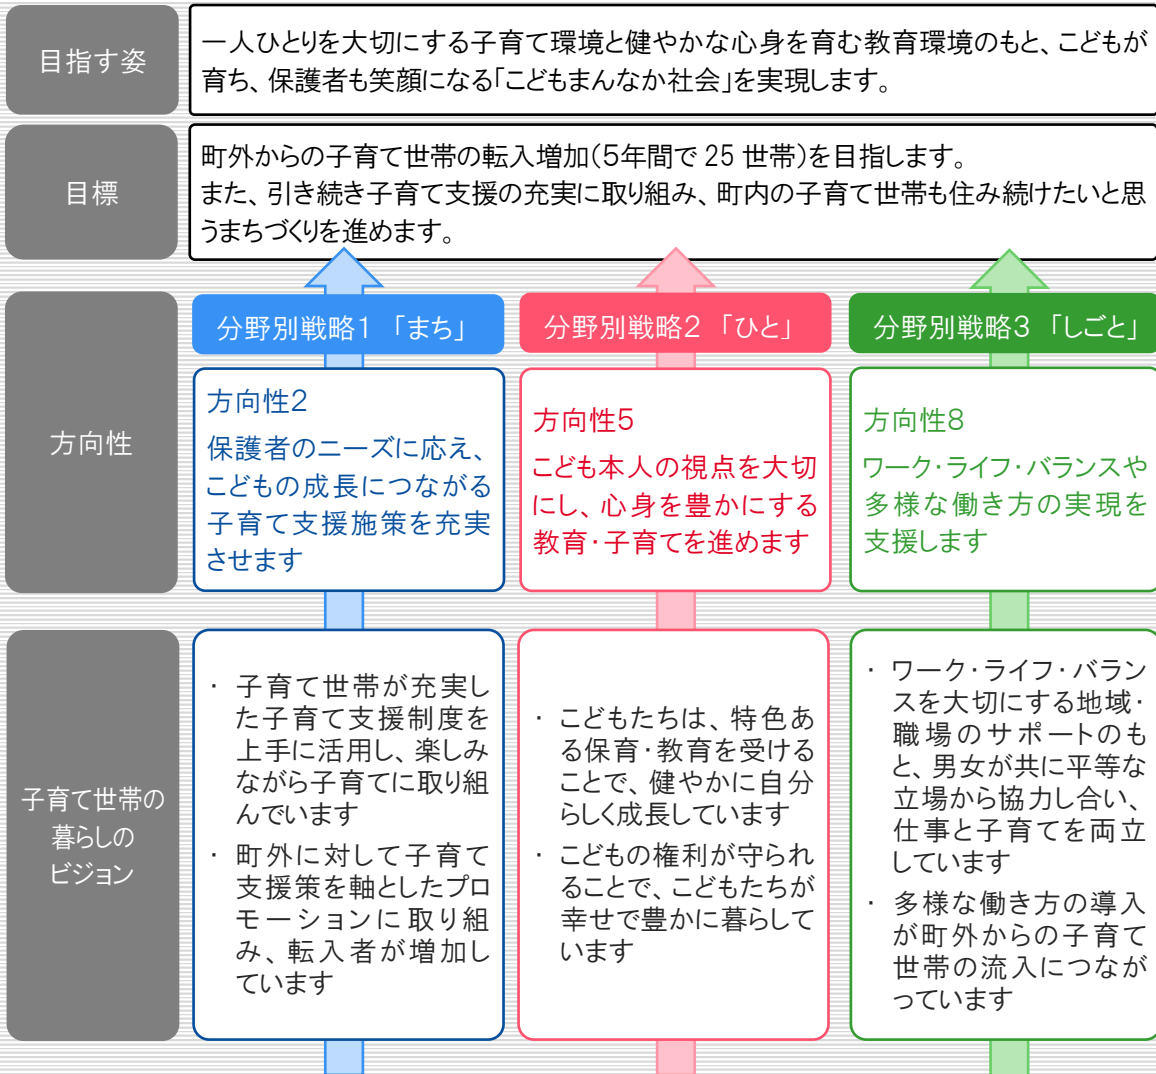 目指す姿
一人ひとりを大切にする子育て環境と健やかな心身を育む教育環境のもと、こどもが
育ち、保護者も笑顔になる「こどもまんなか社会」を実現します。
目標
町外からの子育て世帯の転入増加(5年間で 25 世帯)を目指します。
また、引き続き子育て支援の充実に取り組み、町内の子育て世帯も住み続けたいと思
うまちづくりを進めます。
方向性
分野別戦略1 「まち」
方向性2
保護者のニーズに応え、
こどもの成長につながる
子育て支援施策を充実
させます
分野別戦略2 「ひと」
方向性5
こども本人の視点を大切
にし、心身を豊かにする
教育・子育てを進めます
分野別戦略3 「しごと」
方向性8
ワーク・ライフ・バランスや
多様な働き方の実現を
支援します
子育て世帯の
暮らしの
ビジョン
・ 子育て世帯が充実し
た子育て支援制度を
上手に活用し、楽しみ
ながら子育てに取り組
んでいます
・ 町外に対して子育て
支援策を軸としたプロ
モーションに取り組
み、転入者が増加し
ています
・ こどもたちは、特色あ
る保育・教育を受ける
ことで、健やかに自分
らしく成長しています
・ こどもの権利が守られ
ることで、こどもたちが
幸せで豊かに暮らして
います
・ ワーク・ライフ・バラン
スを大切にする地域・
職場のサポートのも
と、男女が共に平等な
立場から協力し合い、
仕事と子育てを両立
しています
・ 多様な働き方の導入
が町外からの子育て
世帯の流入につなが
っています